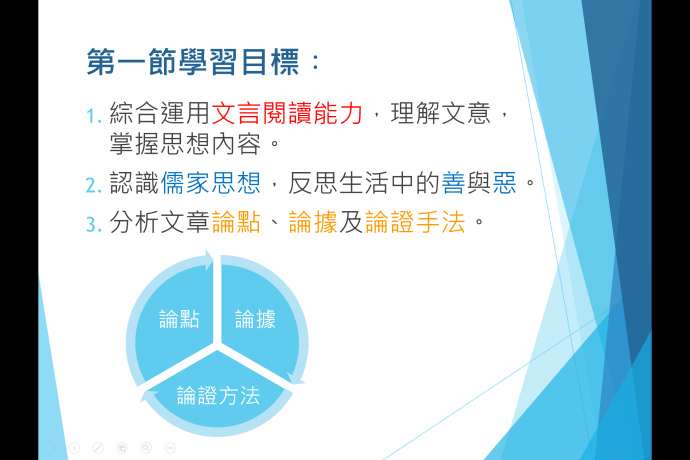 第一節學習目標：
1. 綜合運用文言閱讀能力，理解文意，
掌握思想內容。
2. 認識儒家思想，反思生活中的善與惡。
3. 分析文章論點、論據及論證手法。
論點
論據
論證方法